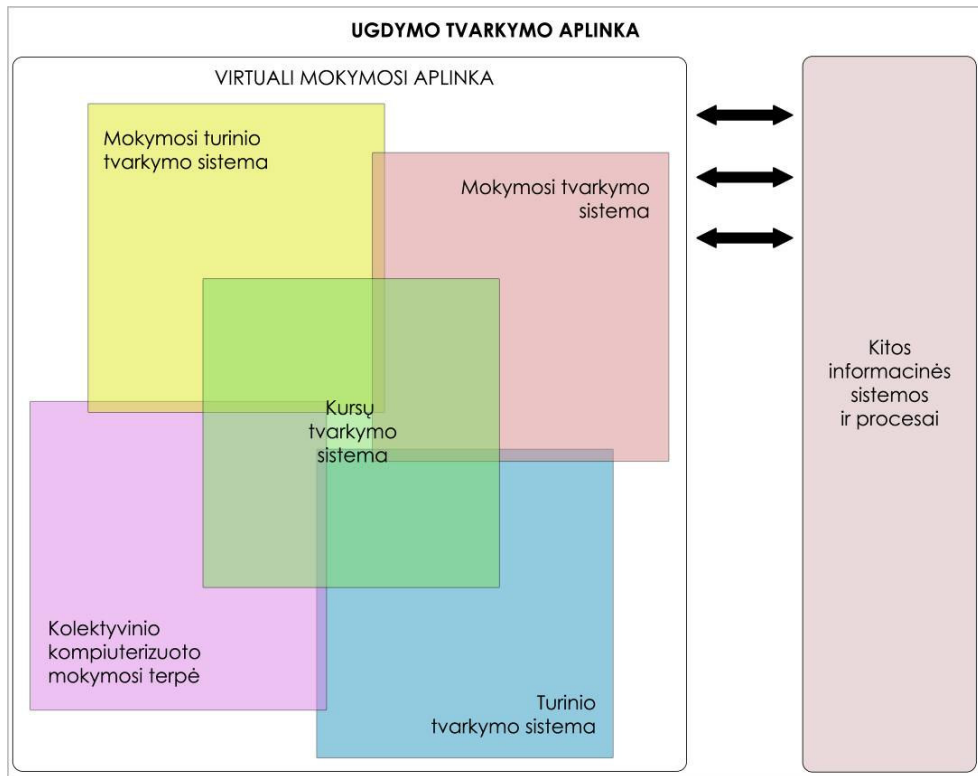 UGDYMO TVARKYMO APLINKA
VIRTUALI MOKYMOSI APLINKA
Mokymosi turinio
tvarkymo sistema
Mokymosi tvarkymo
sistema
Kursų
tvarkymo
sistema
Kolektyvinio
kompiuterizuoto
mokymosi terpė
Turinio
tvarkymo sistema
Kitos
informacinės
sistemos
ir procesai